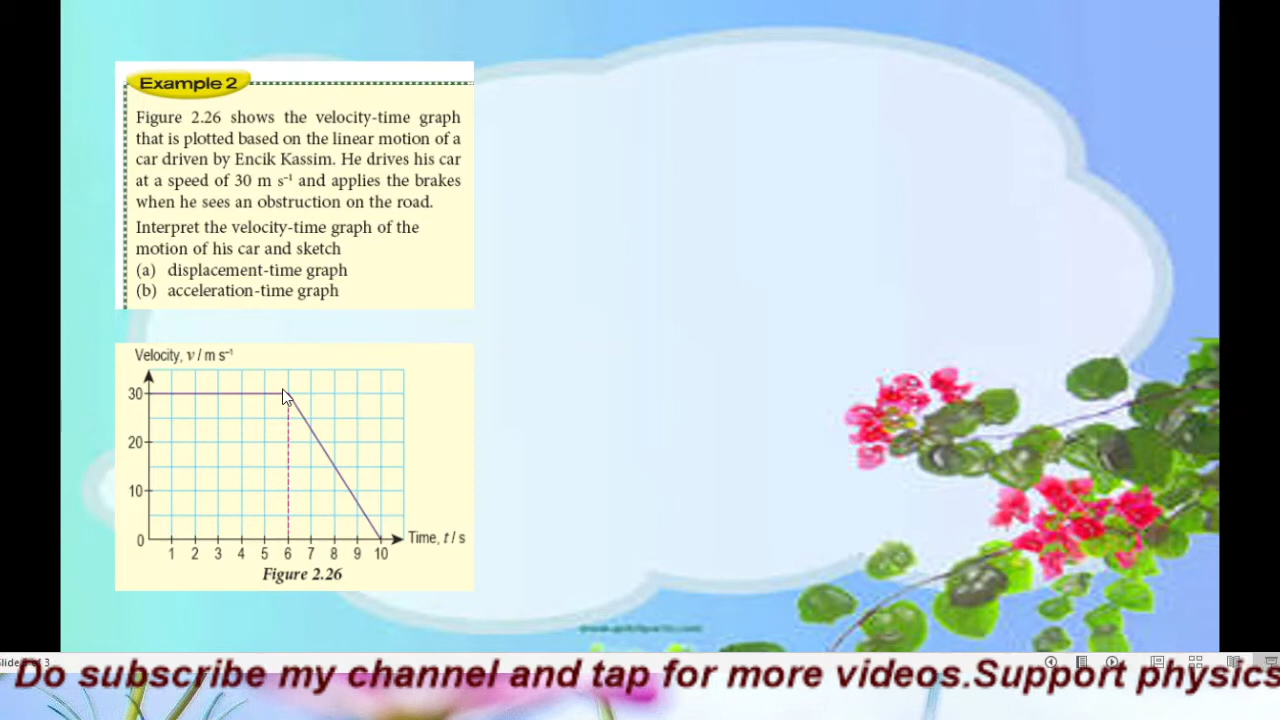 Example 2
Figure 2.26 shows the velocity-time graph
that is plotted based on the linear motion of a
car driven by Encik Kassim. He drives his car
at a speed of 30 m s⁻¹ and applies the brakes
when he sees an obstruction on the road.
Interpret the velocity-time graph of the
motion of his car and sketch
(a) displacement-time graph
(b) acceleration-time graph
Velocity, v / m s⁻¹
30
20
10
0
1 2 3 4 5 6 7 8 9 10
Time, t / s
Figure 2.26
Do subscribe my channel and tap for more videos.Support physics